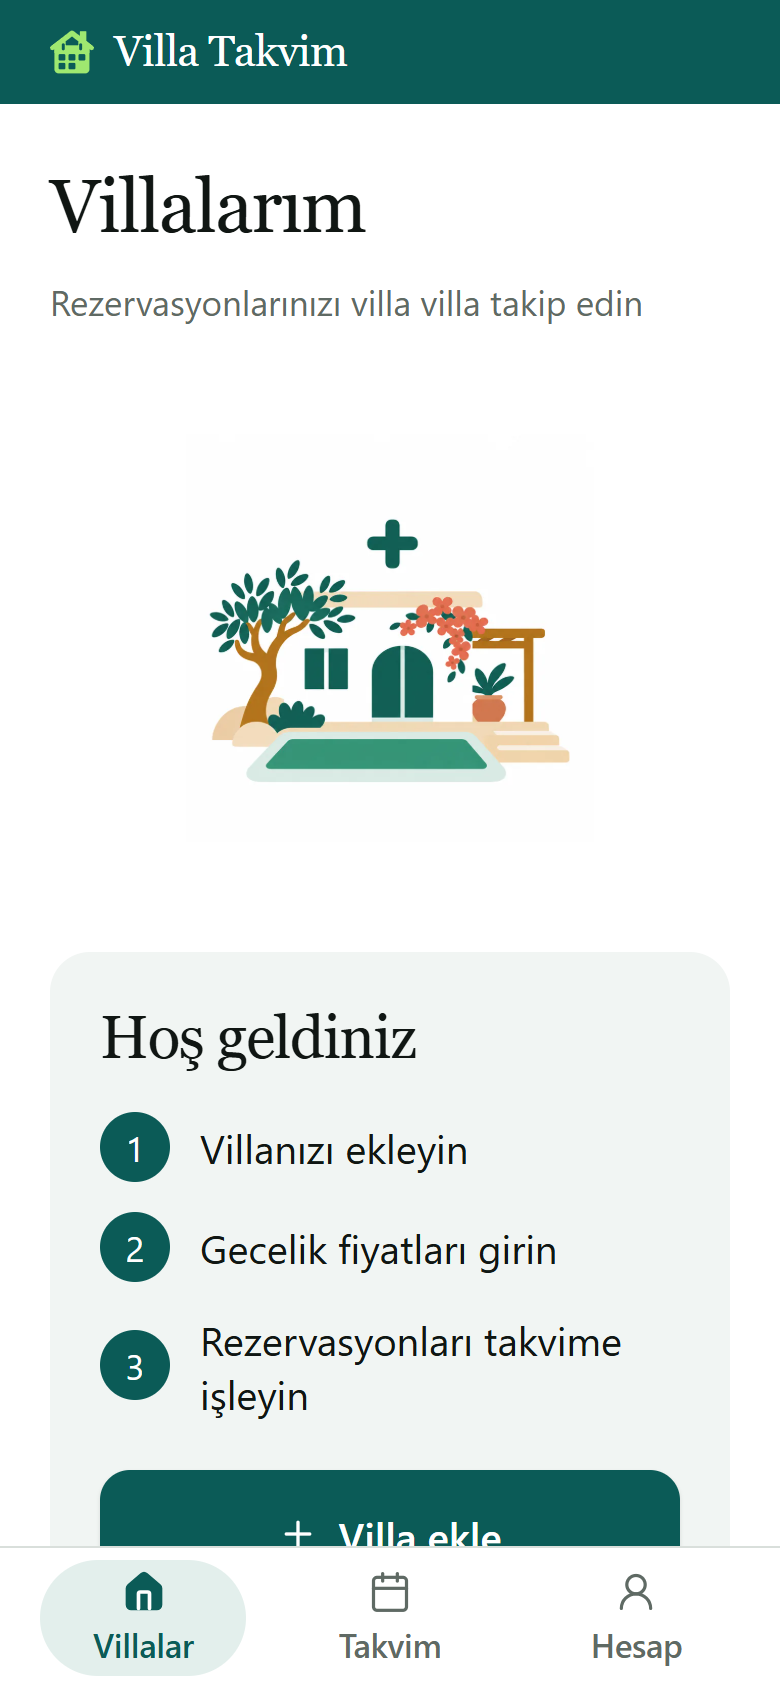 Villa Takvim
Villalarım
Rezervasyonlarınızı villa villa takip edin
Hoş geldiniz
1 Villanızı ekleyin
2 Gecelik fiyatları girin
3 Rezervasyonları takvime
işleyin
+ Villa ekle
Villalar Takvim Hesap